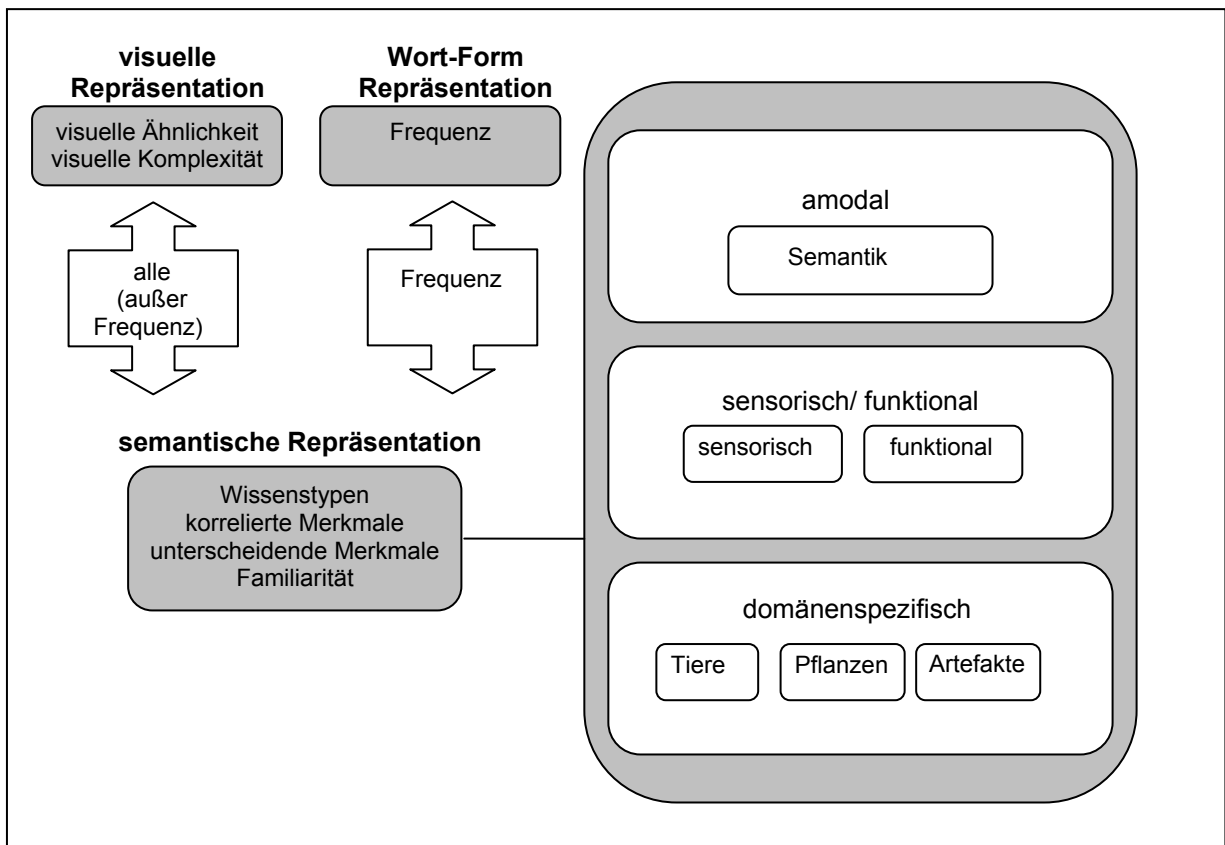 visuelle
Repräsentation
visuelle Ähnlichkeit
visuelle Komplexität
Wort-Form
Repräsentation
Frequenz
alle
(außer
Frequenz)
Frequenz
semantische Repräsentation
Wissenstypen
korrelierte Merkmale
unterscheidende Merkmale
Familiarität
amodal
Semantik
sensorisch/ funktional
sensorisch
funktional
domänenspezifisch
Tiere
Pflanzen
Artefakte